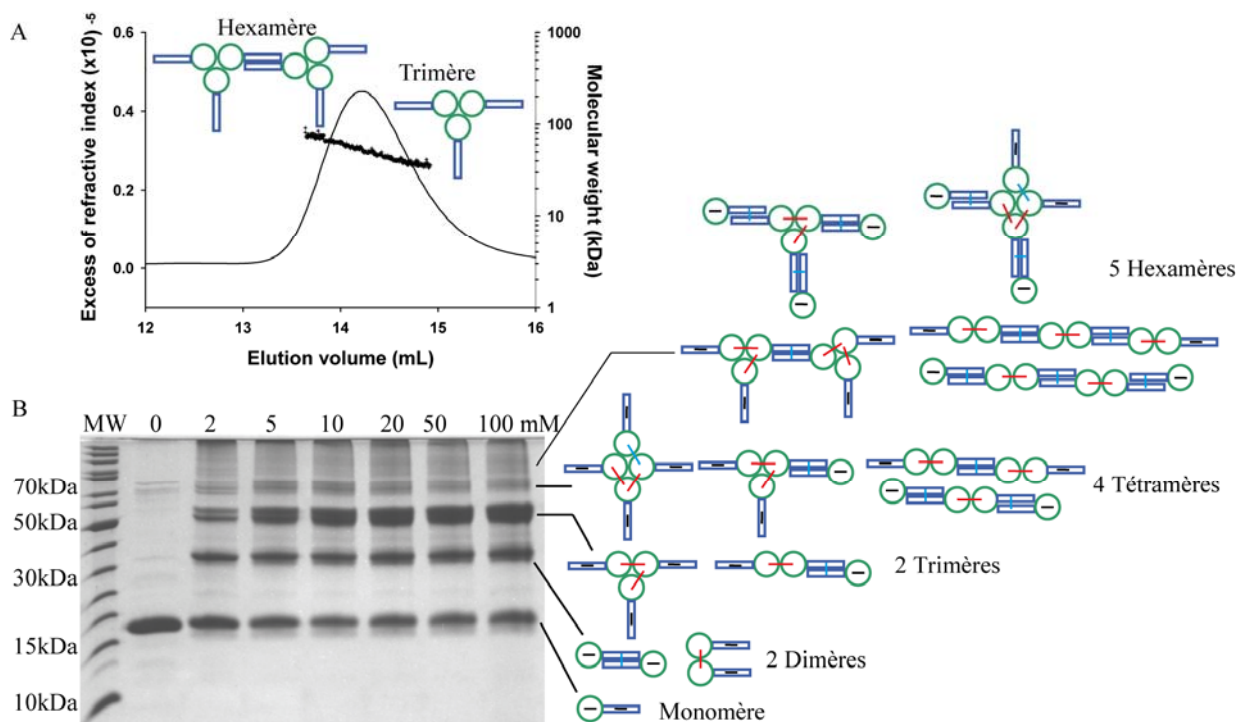 A
Excess of refractive index (x10) -5
0.6
0.4
0.2
0.0
12
13
14
15
16
Elution volume (mL)
1000
100
10
1
Molecular weight (kDa)
Hexamère
Trimère
B
MW 0 2 5 10 20 50 100 mM
70kDa
50kDa
30kDa
15kDa
10kDa
5 Hexamères
4 Tétramères
2 Trimères
2 Dimères
Monomère